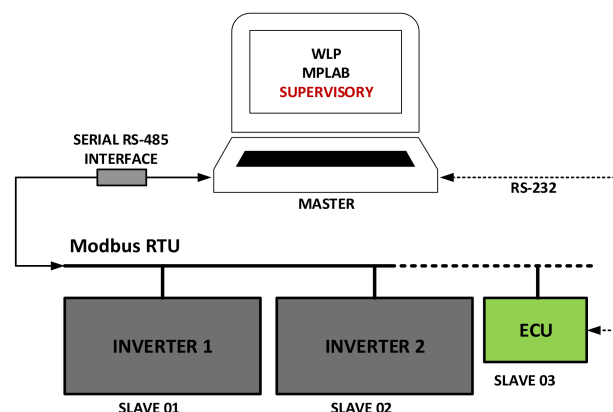 WLP
MPLAB
SUPERVISORY
SERIAL RS-485
INTERFACE
RS-232
MASTER
Modbus RTU
INVERTER 1
INVERTER 2
ECU
SLAVE 01
SLAVE 02
SLAVE 03